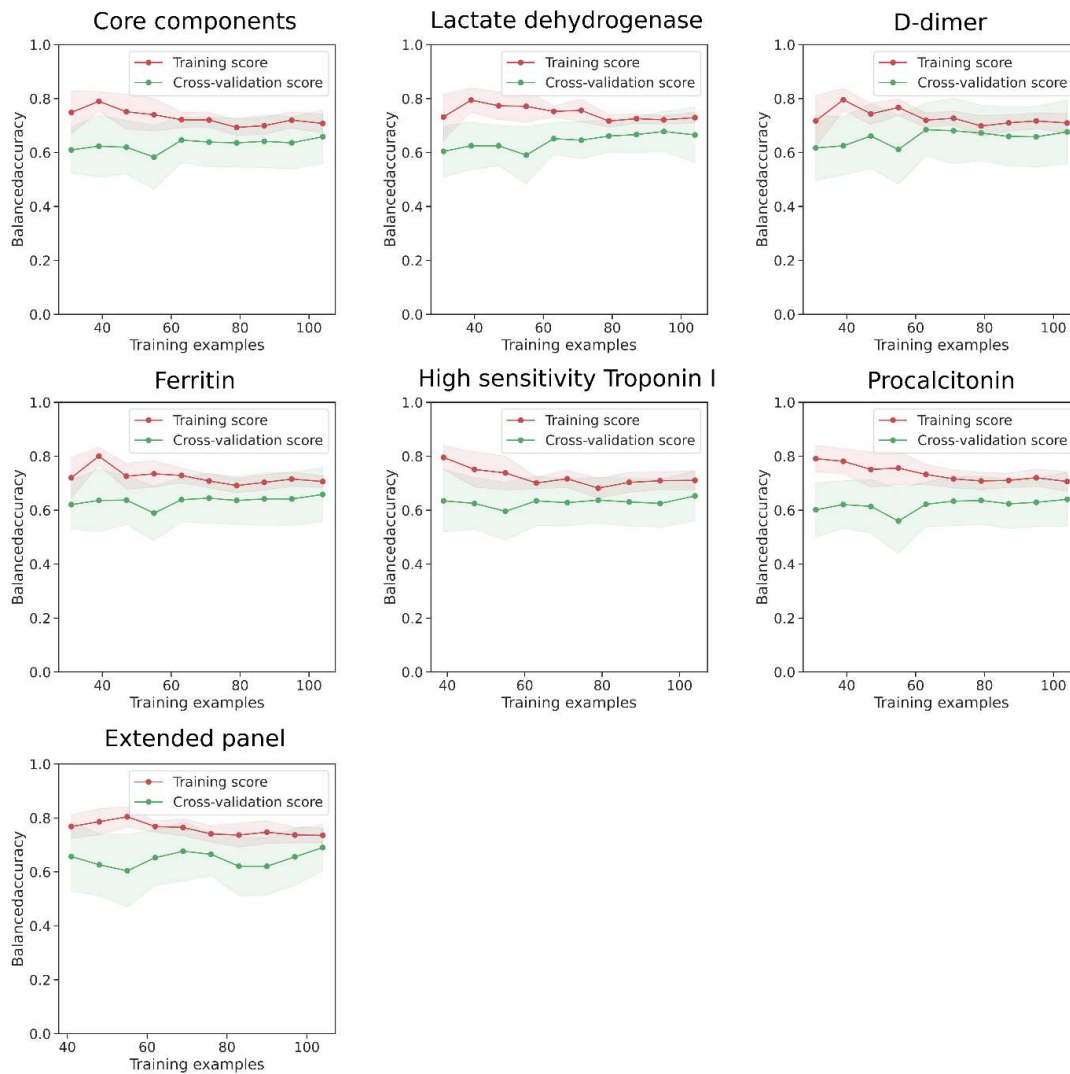 Core components
1.0
0.8
0.6
0.4
0.2
0.0
Balancedaccuracy
Training score
Cross-validation score
40 60 80 100
Training examples
Lactate dehydrogenase
1.0
0.8
0.6
0.4
0.2
0.0
Balancedaccuracy
Training score
Cross-validation score
40 60 80 100
Training examples
D-dimer
1.0
0.8
0.6
0.4
0.2
0.0
Balancedaccuracy
Training score
Cross-validation score
40 60 80 100
Training examples
Ferritin
1.0
0.8
0.6
0.4
0.2
0.0
Balancedaccuracy
Training score
Cross-validation score
40 60 80 100
Training examples
High sensitivity Troponin I
1.0
0.8
0.6
0.4
0.2
0.0
Balancedaccuracy
Training score
Cross-validation score
40 60 80 100
Training examples
Procalcitonin
1.0
0.8
0.6
0.4
0.2
0.0
Balancedaccuracy
Training score
Cross-validation score
40 60 80 100
Training examples
Extended panel
1.0
0.8
0.6
0.4
0.2
0.0
Balancedaccuracy
Training score
Cross-validation score
40 60 80 100
Training examples